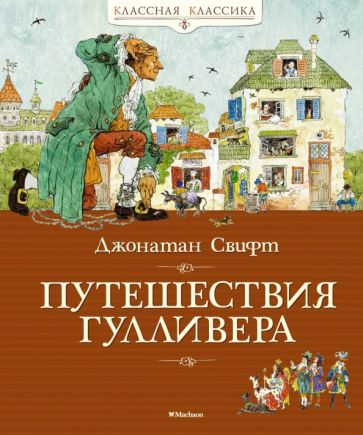 КЛАССНАЯ КЛАССИКА
Джонатан Свифт
ПУТЕШЕСТВИЯ
ГУЛЛИВЕРА
Machaon